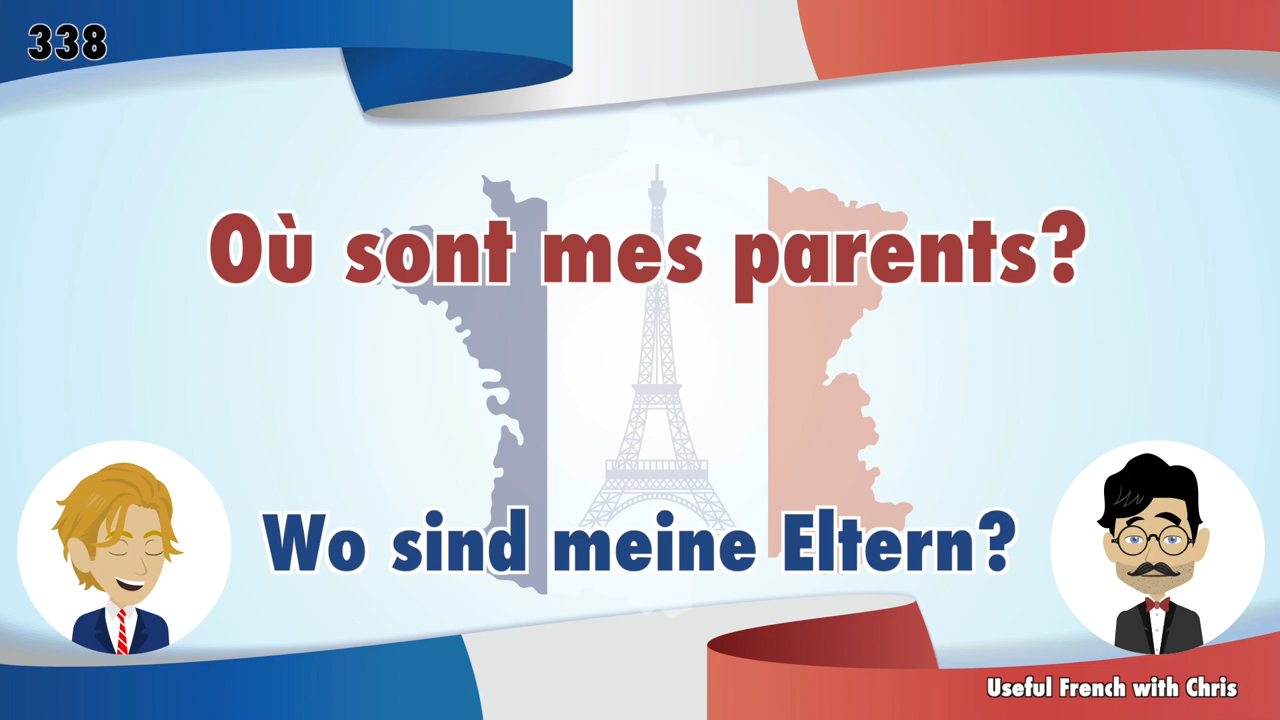 338
Où sont mes parents?
Wo sind meine Eltern?
Useful French with Chris